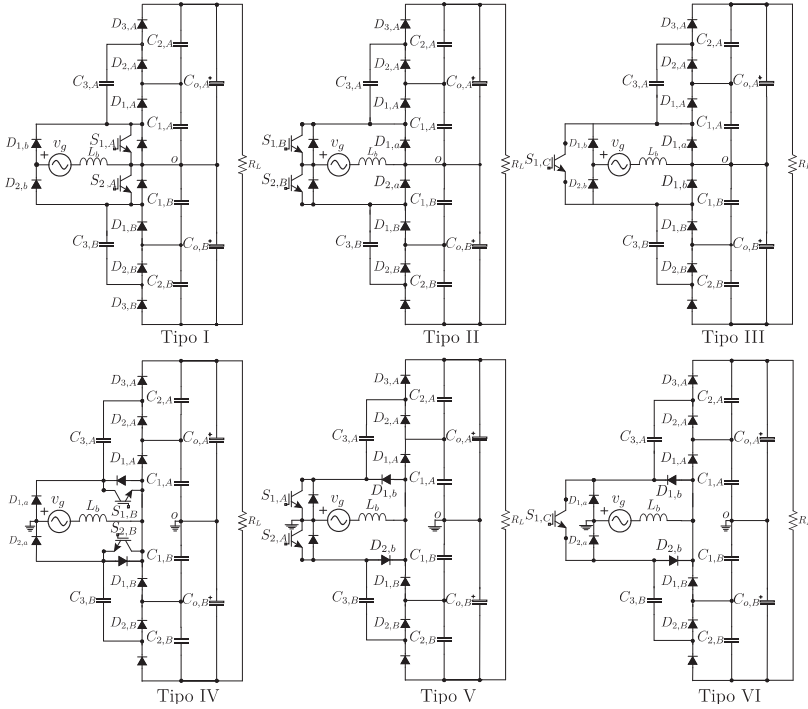 D3,A D3,A D3,A
C2,A C2,A C2,A
D2,A D2,A D2,A
C3,A Co,A + C3,A Co,A + C3,A Co,A +
D1,A D1,A D1,A
C1,A C1,A C1,A
D1,b + vg Lb S1,A o RL S1,B + vg Lb D1,a o RL S1,C D1,b + vg Lb D1,a o RL
D2,b S2,A S2,B D2,a D2,b D1,b
C1,B C1,B C1,B
D1,B D1,B D1,B
C3,B Co,B + C3,B Co,B + C3,B Co,B +
D2,B D2,B D2,B
C2,B C2,B C2,B
D3,B
Tipo I Tipo II Tipo III
D3,A D3,A D3,A
C2,A C2,A C2,A
D2,A D2,A D2,A
C3,A Co,A + C3,A Co,A + C3,A Co,A +
D1,A D1,A D1,A
C1,A C1,A C1,A
D1,a + vg Lb S1,B o RL S1,A + vg Lb D1,b o RL S1,C D1,a + vg Lb D1,b o RL
D2,a S2,B S2,A D2,b D2,a D2,b
C1,B C1,B C1,B
D1,B D1,B D1,B
C3,B Co,B + C3,B Co,B + C3,B Co,B +
D2,B D2,B D2,B
C2,B C2,B C2,B
Tipo IV Tipo V Tipo VI